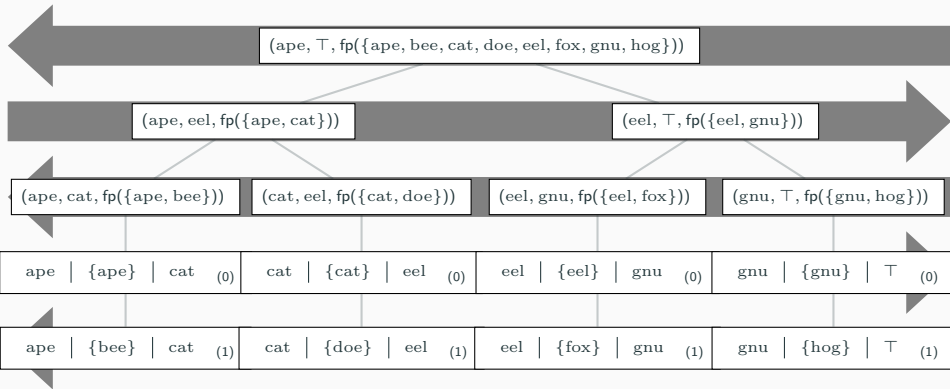 (ape, ⊤, fp({ape, bee, cat, doe, eel, fox, gnu, hog}))
(ape, eel, fp({ape, cat})) (eel, ⊤, fp({eel, gnu}))
(ape, cat, fp({ape, bee})) (cat, eel, fp({cat, doe})) (eel, gnu, fp({eel, fox})) (gnu, ⊤, fp({gnu, hog}))
ape | {ape} | cat (0) cat | {cat} | eel (0) eel | {eel} | gnu (0) gnu | {gnu} | ⊤ (0)
ape | {bee} | cat (1) cat | {doe} | eel (1) eel | {fox} | gnu (1) gnu | {hog} | ⊤ (1)